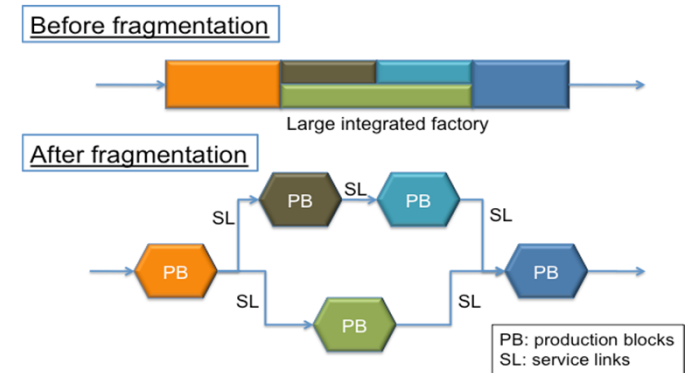 Before fragmentation
Large integrated factory
After fragmentation
PB
SL
PB
SL
SL
PB
PB
SL
PB
SL
PB: production blocks
SL: service links